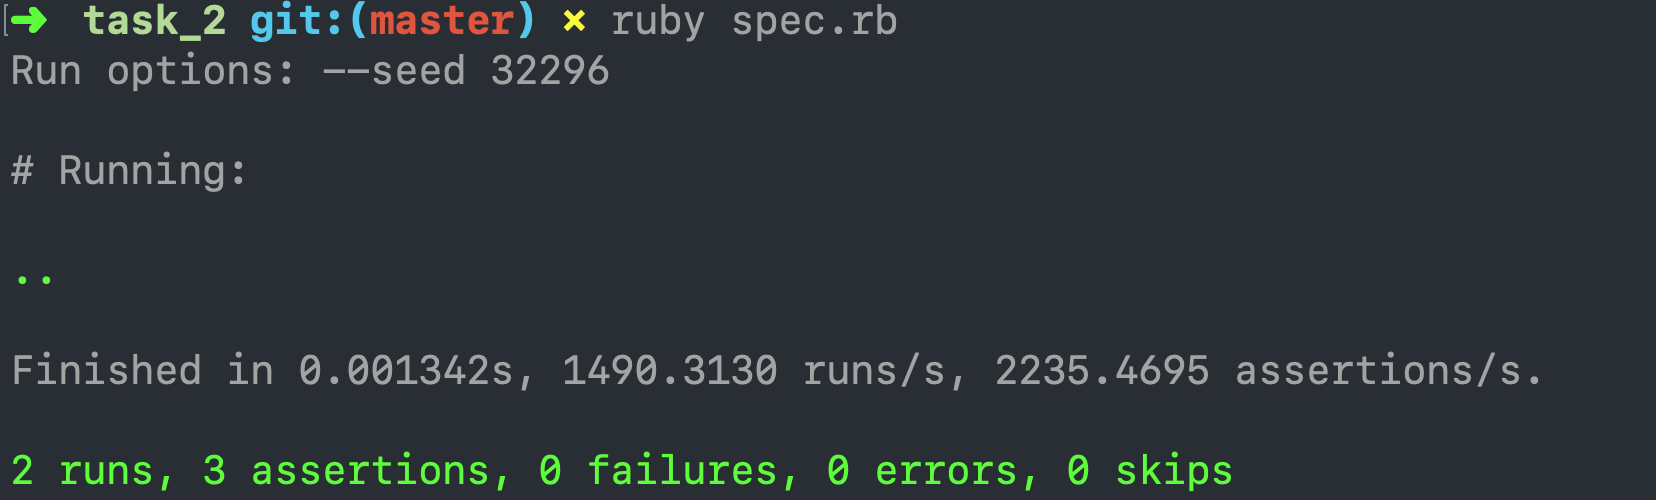 [➜ task_2 git:(master) ✗ ruby spec.rb
Run options: --seed 32296
# Running:
..
Finished in 0.001342s, 1490.3130 runs/s, 2235.4695 assertions/s.
2 runs, 3 assertions, 0 failures, 0 errors, 0 skips